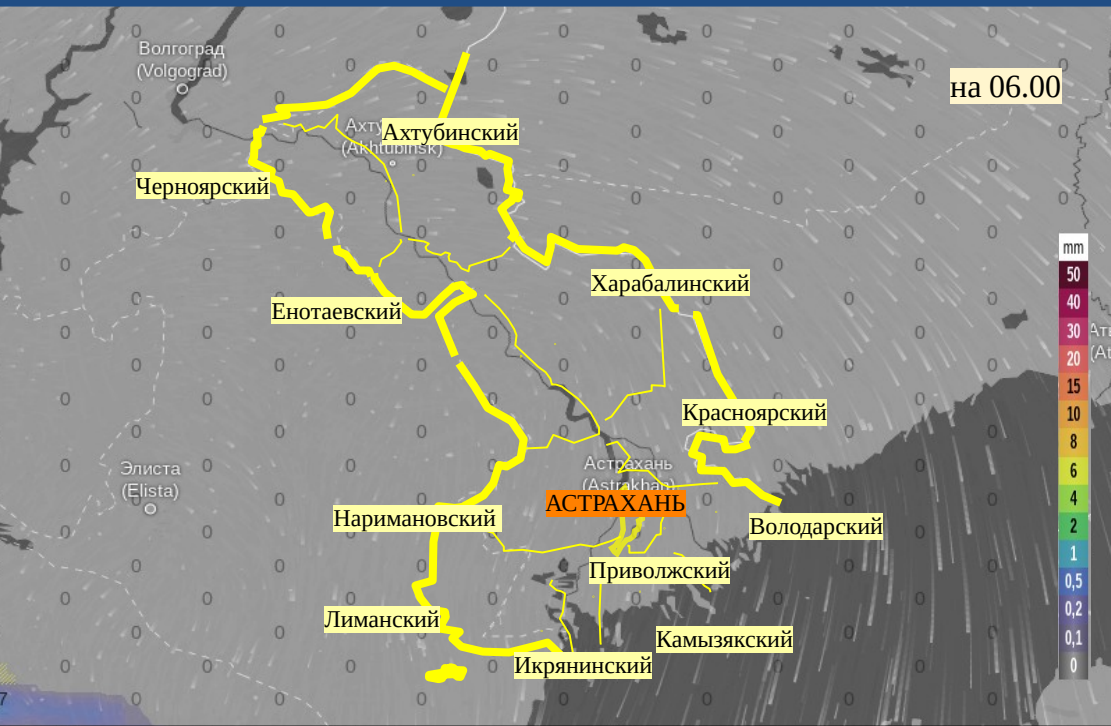 Волгоград
(Volgograd)
на 06.00
Ахтубинский
(Akhtubinsk)
Черноярский
mm
50
40
30
20
15
10
8
6
4
2
1
0,5
0,2
0,1
0
Харабалинский
Енотаевский
Красноярский
Элиста
(Elista)
Астрахань
(Astrakhan)
АСТРАХАНЬ
Наримановский
Володарский
Приволжский
Лиманский
Камызякский
Икрянинский
7